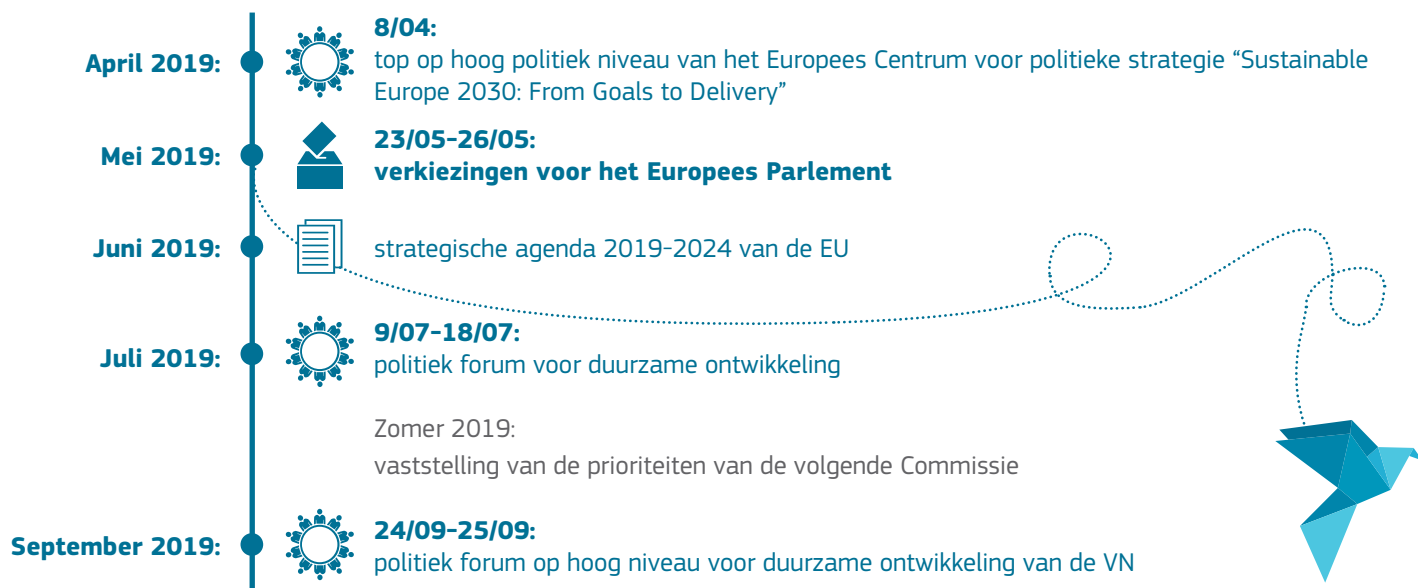 April 2019:
8/04:
top op hoog politiek niveau van het Europees Centrum voor politieke strategie “Sustainable
Europe 2030: From Goals to Delivery”
Mei 2019:
23/05-26/05:
verkiezingen voor het Europees Parlement
Juni 2019:
strategische agenda 2019-2024 van de EU
Juli 2019:
9/07-18/07:
politiek forum voor duurzame ontwikkeling
Zomer 2019:
vaststelling van de prioriteiten van de volgende Commissie
September 2019:
24/09-25/09:
politiek forum op hoog niveau voor duurzame ontwikkeling van de VN